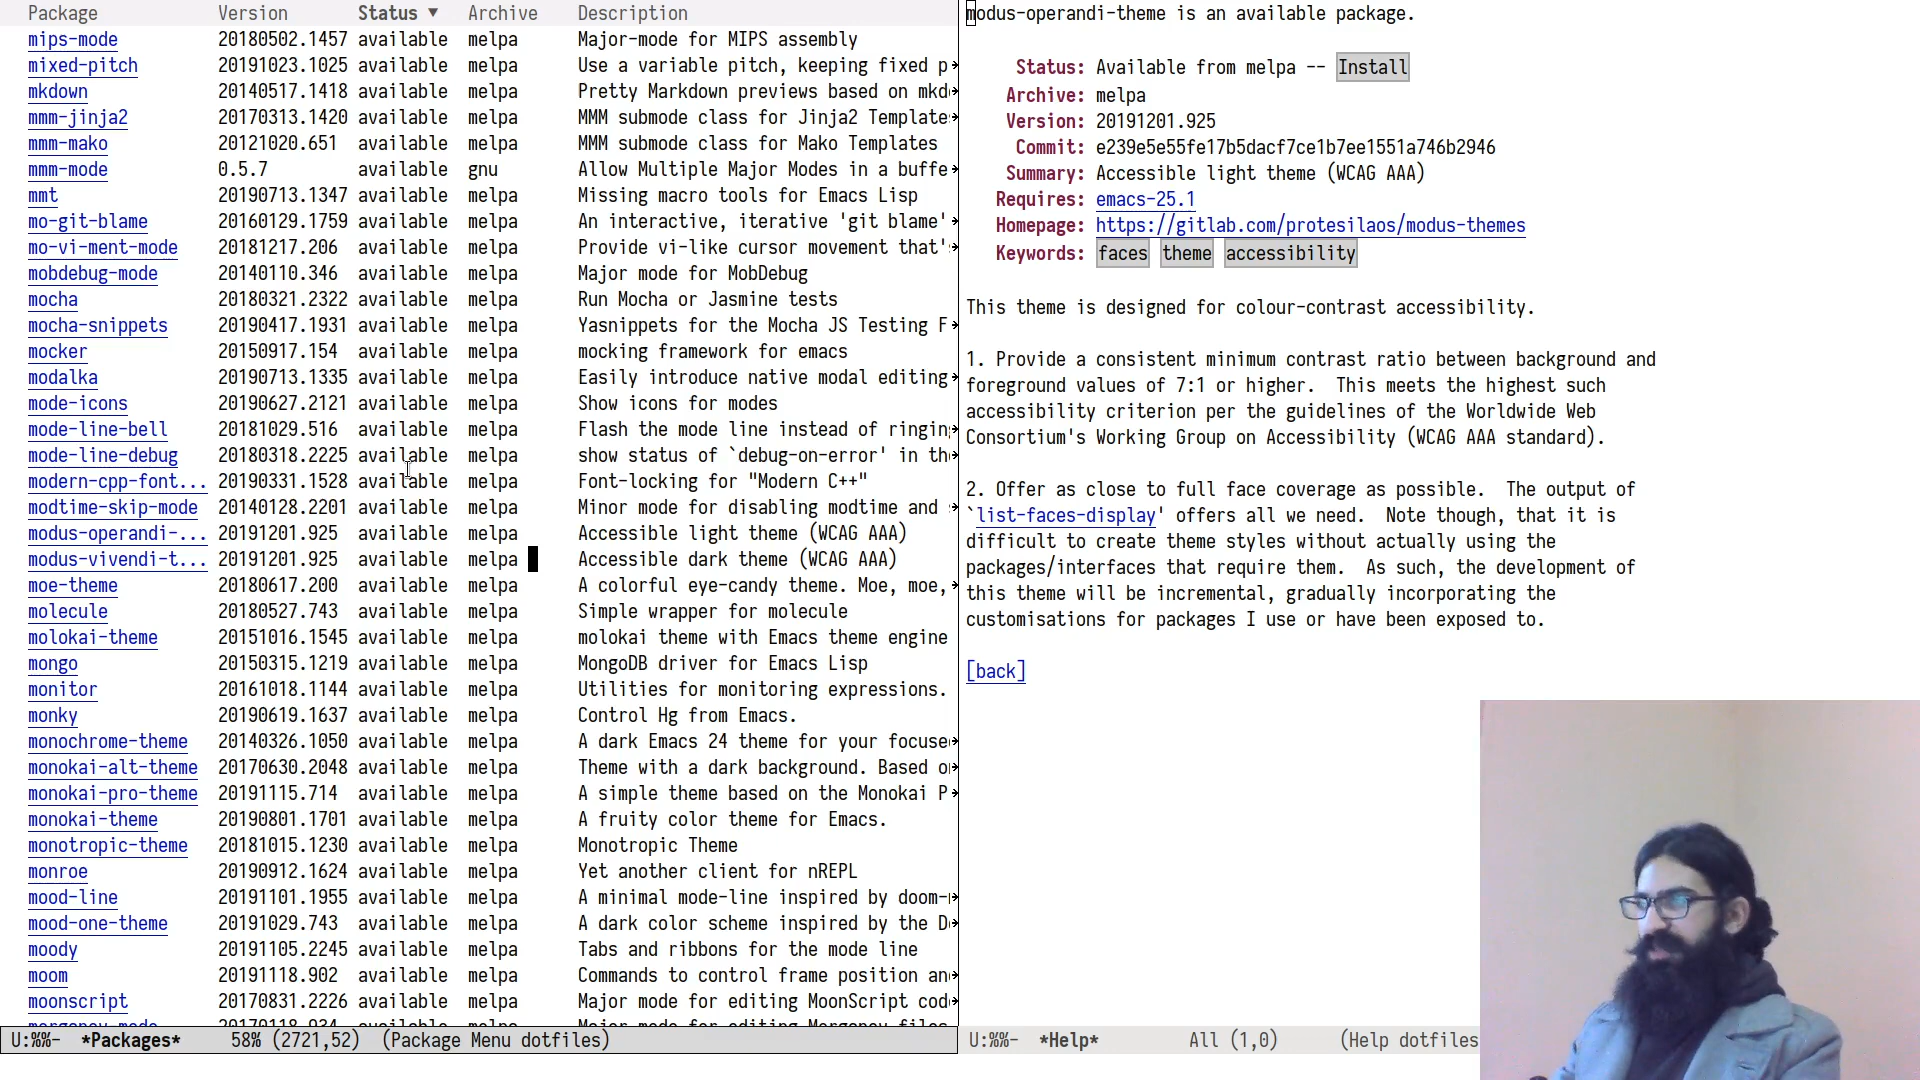 Package Version Status ▼ Archive Description
mips-mode 20180502.1457 available melpa Major-mode for MIPS assembly
mixed-pitch 20191023.1025 available melpa Use a variable pitch, keeping fixed p
mkdown 20140517.1418 available melpa Pretty Markdown previews based on mkd
mmm-jinja2 20170313.1420 available melpa MMM submode class for Jinja2 Template
mmm-mako 20121020.651 available melpa MMM submode class for Mako Templates
mmm-mode 0.5.7 available gnu Allow Multiple Major Modes in a buffe
mmt 20190713.1347 available melpa Missing macro tools for Emacs Lisp
mo-git-blame 20160129.1759 available melpa An interactive, iterative 'git blame'
mo-vi-ment-mode 20181217.206 available melpa Provide vi-like cursor movement that'
mobdebug-mode 20140110.346 available melpa Major mode for MobDebug
mocha 20180321.2322 available melpa Run Mocha or Jasmine tests
mocha-snippets 20190417.1931 available melpa Yasnippets for the Mocha JS Testing F
mocker 20150917.154 available melpa mocking framework for emacs
modalka 20190713.1335 available melpa Easily introduce native modal editing
mode-icons 20190627.2121 available melpa Show icons for modes
mode-line-bell 20181029.516 available melpa Flash the mode line instead of ringin
mode-line-debug 20180318.2225 available melpa show status of `debug-on-error' in th
modern-cpp-font... 20190331.1528 available melpa Font-locking for "Modern C++"
modtime-skip-mode 20140128.2201 available melpa Minor mode for disabling modtime and
modus-operandi-... 20191201.925 available melpa Accessible light theme (WCAG AAA)
modus-vivendi-t... 20191201.925 available melpa Accessible dark theme (WCAG AAA)
moe-theme 20180617.200 available melpa A colorful eye-candy theme. Moe, moe,
molecule 20180527.743 available melpa Simple wrapper for molecule
molokai-theme 20151016.1545 available melpa molokai theme with Emacs theme engine
mongo 20150315.1219 available melpa MongoDB driver for Emacs Lisp
monitor 20161018.1144 available melpa Utilities for monitoring expressions.
monky 20190619.1637 available melpa Control Hg from Emacs.
monochrome-theme 20140326.1050 available melpa A dark Emacs 24 theme for your focuse
monokai-alt-theme 20170630.2048 available melpa Theme with a dark background. Based o
monokai-pro-theme 20191115.714 available melpa A simple theme based on the Monokai P
monokai-theme 20190801.1701 available melpa A fruity color theme for Emacs.
monotropic-theme 20181015.1230 available melpa Monotropic Theme
monroe 20190912.1624 available melpa Yet another client for nREPL
mood-line 20191101.1955 available melpa A minimal mode-line inspired by doom-
mood-one-theme 20191029.743 available melpa A dark color scheme inspired by the D
moody 20191105.2245 available melpa Tabs and ribbons for the mode line
moom 20191118.902 available melpa Commands to control frame position an
moonscript 20170831.2226 available melpa Major mode for editing MoonScript cod
U:%%- *Packages* 58% (2721,52) (Package Menu dotfiles)
modus-operandi-theme is an available package.
Status: Available from melpa -- Install
Archive: melpa
Version: 20191201.925
Commit: e239e5e55fe17b5dacf7ce1b7ee1551a746b2946
Summary: Accessible light theme (WCAG AAA)
Requires: emacs-25.1
Homepage: https://gitlab.com/protesilaos/modus-themes
Keywords: faces theme accessibility
This theme is designed for colour-contrast accessibility.
1. Provide a consistent minimum contrast ratio between background and
foreground values of 7:1 or higher. This meets the highest such
accessibility criterion per the guidelines of the Worldwide Web
Consortium's Working Group on Accessibility (WCAG AAA standard).
2. Offer as close to full face coverage as possible. The output of
`list-faces-display' offers all we need. Note though, that it is
difficult to create theme styles without actually using the
packages/interfaces that require them. As such, the development of
this theme will be incremental, gradually incorporating the
customisations for packages I use or have been exposed to.
[back]
U:%%- *Help* All (1,0) (Help dotfiles